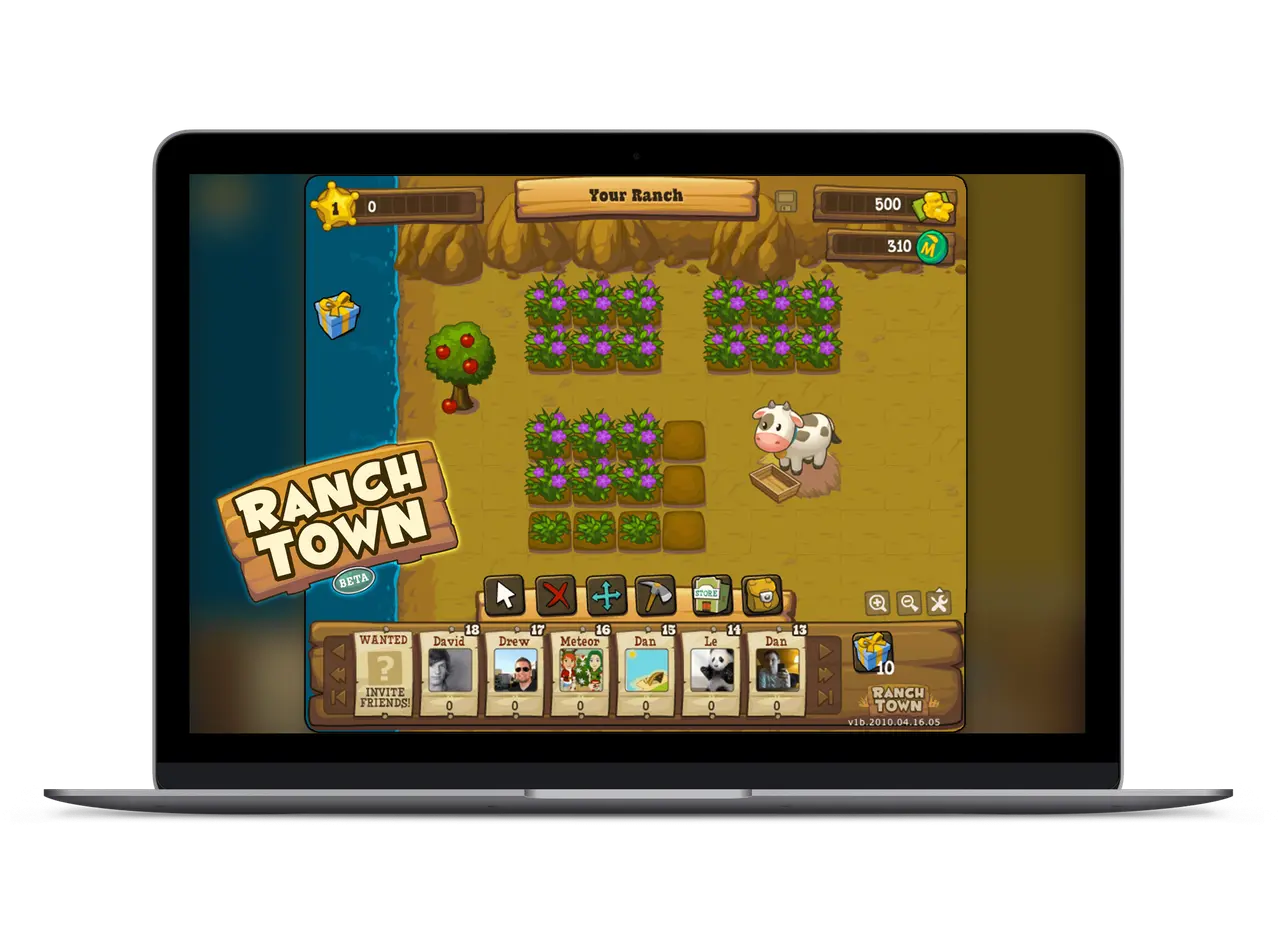 1
0
Your Ranch
500
310
M
RANCH
TOWN
BETA
STORE
WANTED
?
INVITE
FRIENDS!
18
David
0
17
Drew
0
16
Meteor
0
15
Dan
0
14
Le
0
13
Dan
0
10
RANCH
TOWN
v1b.2010.04.16.05